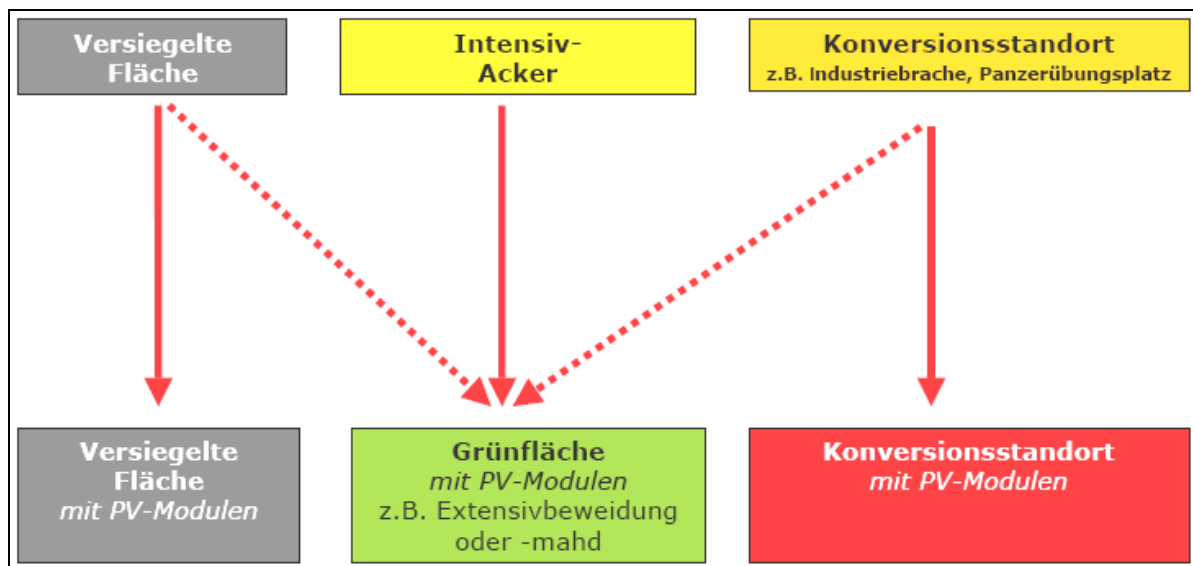 Versiegelte
Fläche
Intensiv-
Acker
Konversionsstandort
z.B. Industriebrache, Panzerübungsplatz
Versiegelte
Fläche
mit PV-Modulen
Grünfläche
mit PV-Modulen
z.B. Extensivbeweidung
oder -mahd
Konversionsstandort
mit PV-Modulen